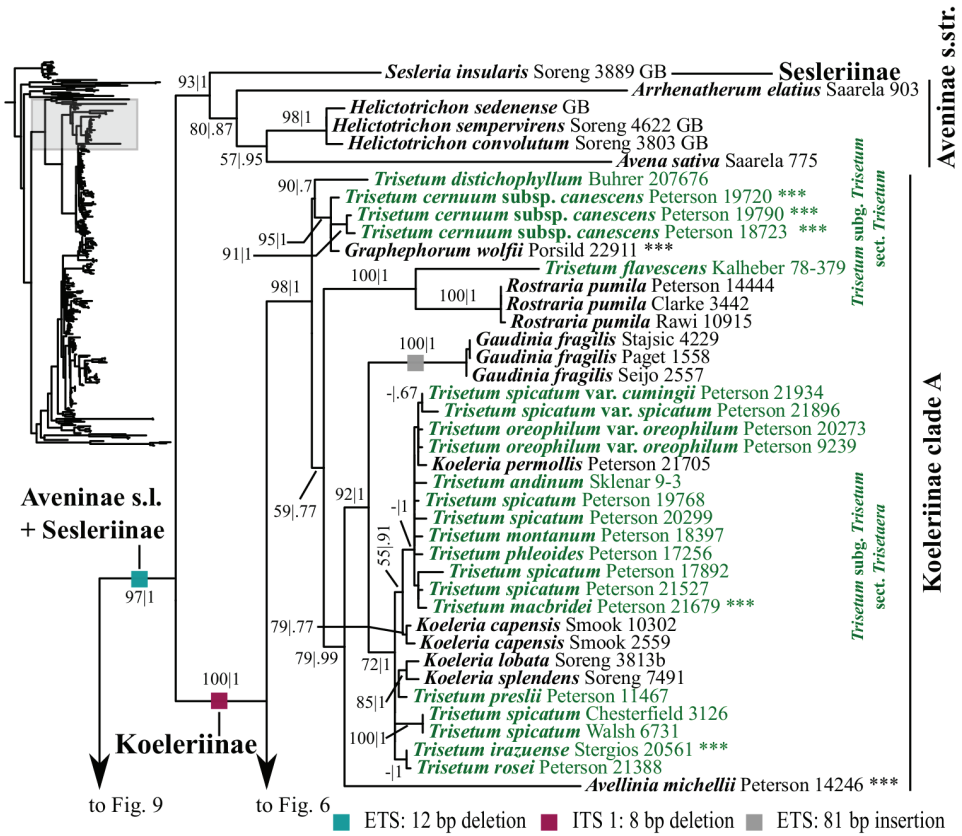 93|1
Sesleria insularis Soreng 3889 GB
Sesleriinae
Arrhenatherum elatius Saarela 903
80|.87
98|1
Helictotrichon sedenense GB
Helictotrichon sempervirens Soreng 4622 GB
Helictotrichon convolutum Soreng 3803 GB
57|.95
Avena sativa Saarela 775
Aveninae s.str.
90|.7
Trisetum distichophyllum Buhrer 207676
Trisetum cernuum subsp. canescens Peterson 19720 ***
Trisetum cernuum subsp. canescens Peterson 19790 ***
Trisetum cernuum subsp. canescens Peterson 18723 ***
95|1
91|1
Graphephorum wolfii Porsild 22911 ***
Trisetum subg. Trisetum
sect. Trisetum
98|1
100|1
Trisetum flavescens Kalheber 78-379
100|1
Rostraria pumila Peterson 14444
Rostraria pumila Clarke 3442
Rostraria pumila Rawi 10915
100|1
Gaudinia fragilis Stajsic 4229
Gaudinia fragilis Paget 1558
Gaudinia fragilis Seijo 2557
-|.67
Trisetum spicatum var. cumingii Peterson 21934
Trisetum spicatum var. spicatum Peterson 21896
Trisetum oreophilum var. oreophilum Peterson 20273
Trisetum oreophilum var. oreophilum Peterson 9239
Koeleria permollis Peterson 21705
Trisetum andinum Sklenar 9-3
Trisetum spicatum Peterson 19768
Trisetum spicatum Peterson 20299
Trisetum montanum Peterson 18397
Trisetum phleoides Peterson 17256
Trisetum spicatum Peterson 17892
Trisetum spicatum Peterson 21527
Trisetum macbridei Peterson 21679 ***
92|1
59|.77
-|1
55|.91
Trisetum subg. Trisetum
sect. Trisetaera
Koeleriinae clade A
Koeleria capensis Smook 10302
Koeleria capensis Smook 2559
79|.77
79|.99
72|1
Koeleria lobata Soreng 3813b
Koeleria splendens Soreng 7491
85|1
Trisetum preslii Peterson 11467
Trisetum spicatum Chesterfield 3126
Trisetum spicatum Walsh 6731
100|1
Trisetum irazuense Stergios 20561 ***
Trisetum rosei Peterson 21388
-|1
Avellinia michellii Peterson 14246 ***
Aveninae s.l.
+ Sesleriinae
97|1
100|1
Koeleriinae
to Fig. 9
to Fig. 6
ETS: 12 bp deletion
ITS 1: 8 bp deletion
ETS: 81 bp insertion